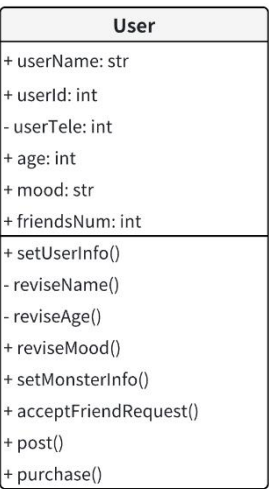 User
+ userName: str
+ userId: int
- userTele: int
+ age: int
+ mood: str
+ friendsNum: int
+ setUserInfo()
- reviseName()
- reviseAge()
+ reviseMood()
+ setMonsterInfo()
+ acceptFriendRequest()
+ post()
+ purchase()